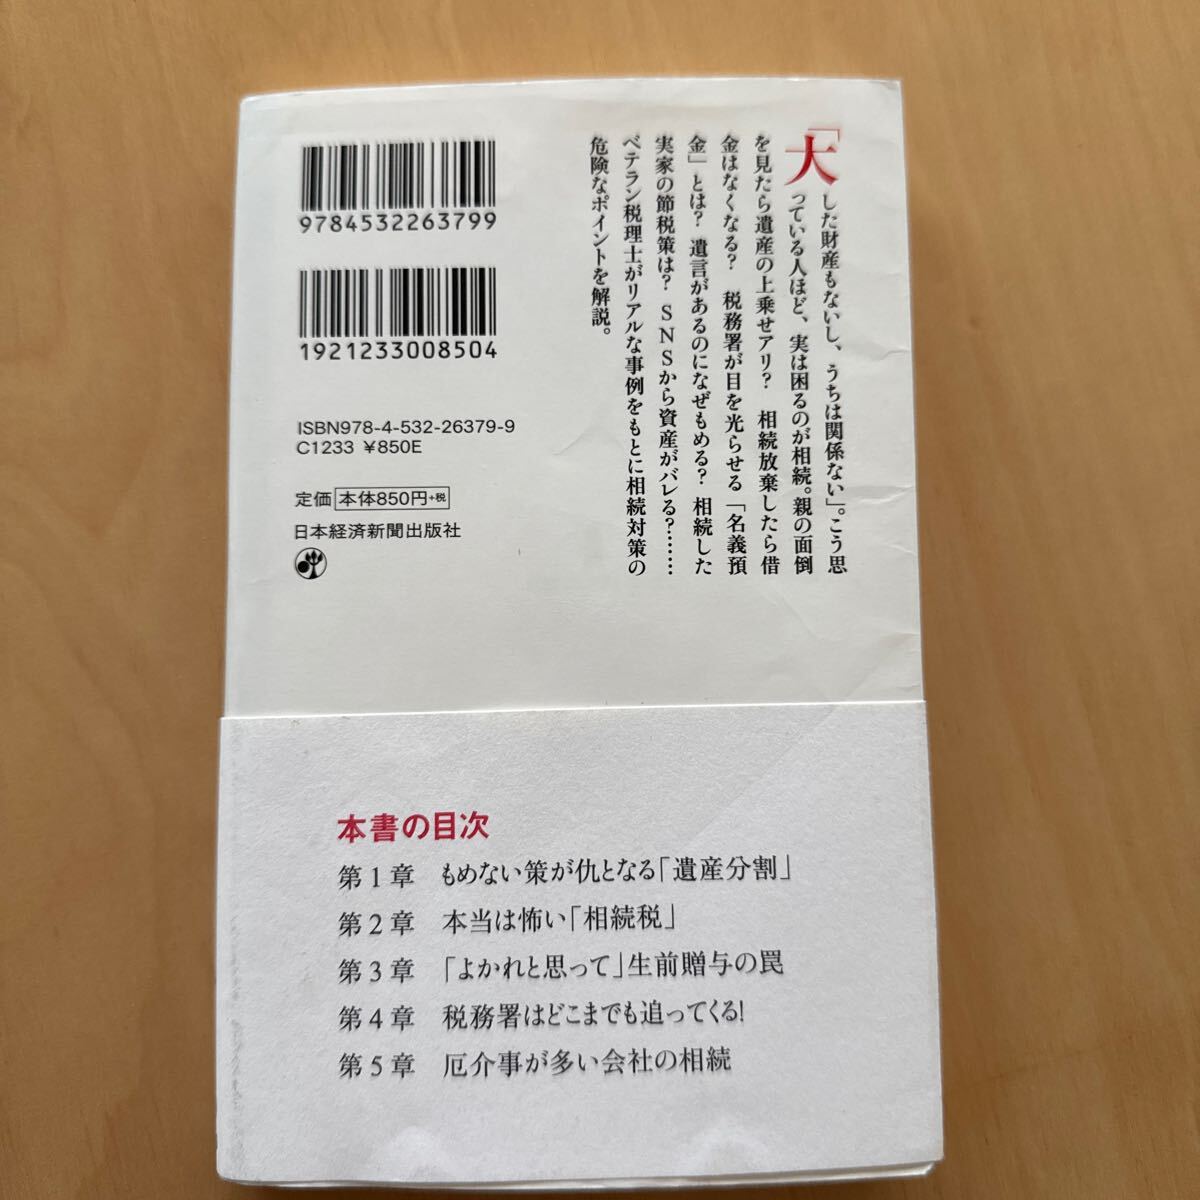 「大した財産もないし、うちは関係ない」。こう思
っている人ほど、実は困るのが相続。親の面倒
を見たら遺産の上乗せアリ？　相続放棄したら借
金はなくなる？　税務署が目を光らせる「名義預
金」とは？　遺言があるのになぜもめる？　相続した
実家の節税策は？　SNSから資産がバレる？………
ベテラン税理士がリアルな事例をもとに相続対策の
危険なポイントを解説。
9784532263799
1921233008504
ISBN978-4-532-26379-9
C1233 ¥850E
定価 本体850円+税
日本経済新聞出版社
本書の目次
第1章　もめない策が仇となる「遺産分割」
第2章　本当は怖い「相続税」
第3章　「よかれと思って」生前贈与の罠
第4章　税務署はどこまでも追ってくる!
第5章　厄介事が多い会社の相続